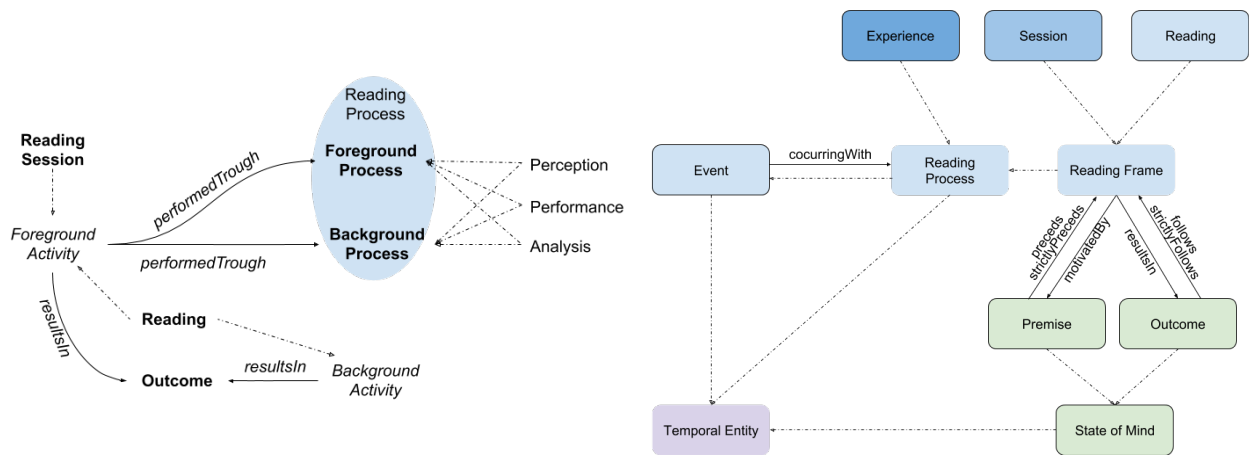 Reading
Process
Reading
Session
Foreground
Process
performedTrough
Perception
Performance
Foreground
Activity
Background
Process
Analysis
performedTrough
resultsIn
Reading
Outcome
resultsIn
Background
Activity
Experience
Session
Reading
Event
cocurringWith
Reading
Process
Reading Frame
preceds
strictlyPreceds
motivatedBy
resultsIn
follows
strictlyFollows
Premise
Outcome
Temporal Entity
State of Mind